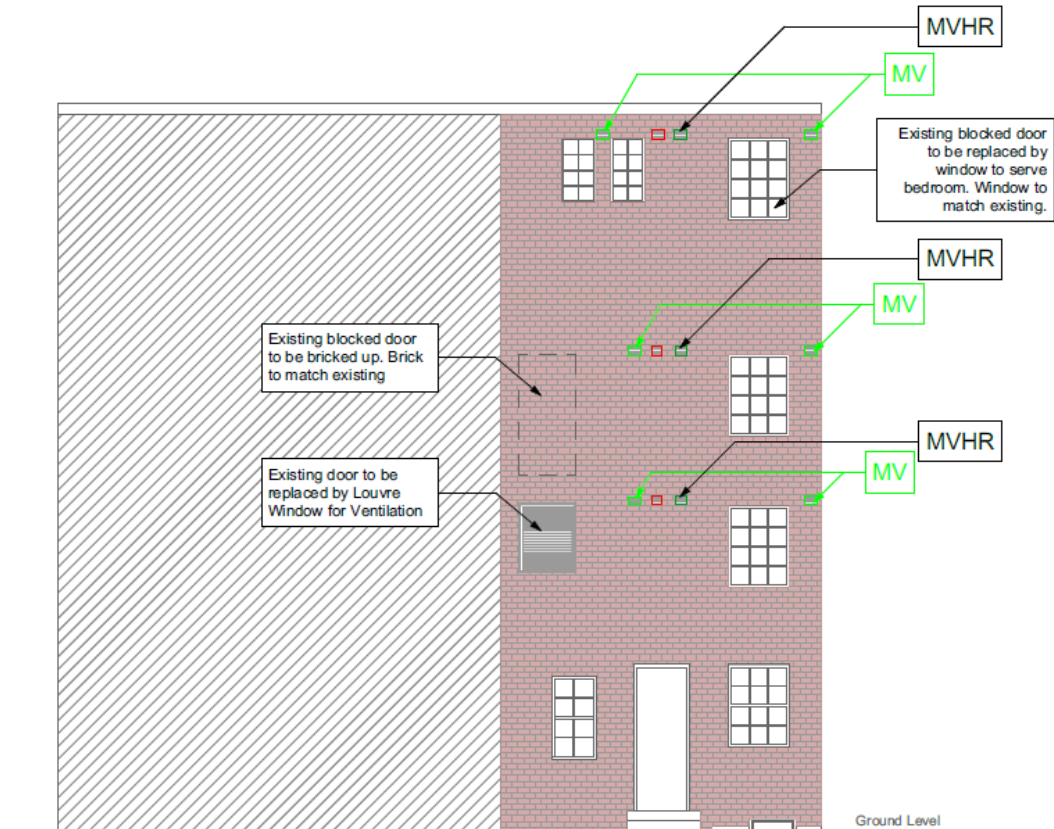 MVHR
MV
Existing blocked door
to be replaced by
window to serve
bedroom. Window to
match existing.
MVHR
MV
Existing blocked door
to be bricked up. Brick
to match existing
MVHR
MV
Existing door to be
replaced by Louvre
Window for Ventilation
Ground Level